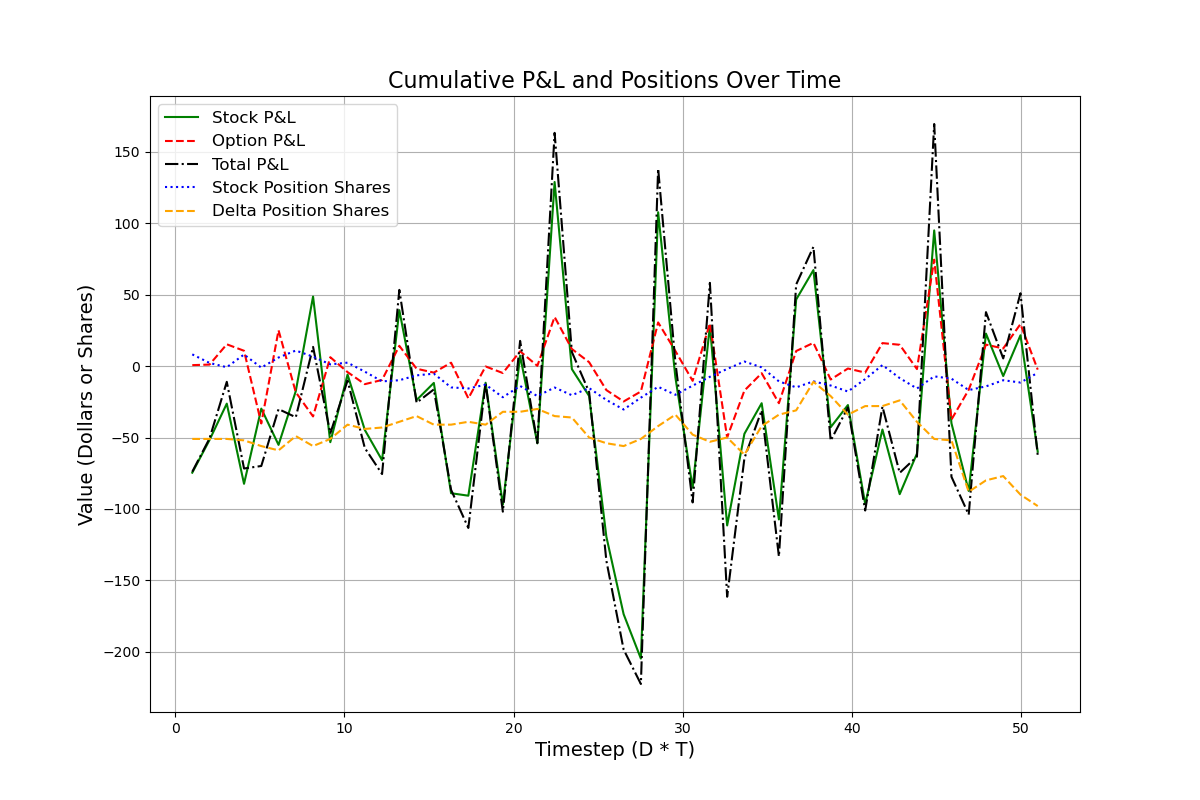 Cumulative P&L and Positions Over Time
Stock P&L
Option P&L
Total P&L
Stock Position Shares
Delta Position Shares
Value (Dollars or Shares)
150
100
50
0
−50
−100
−150
−200
0 10 20 30 40 50
Timestep (D * T)